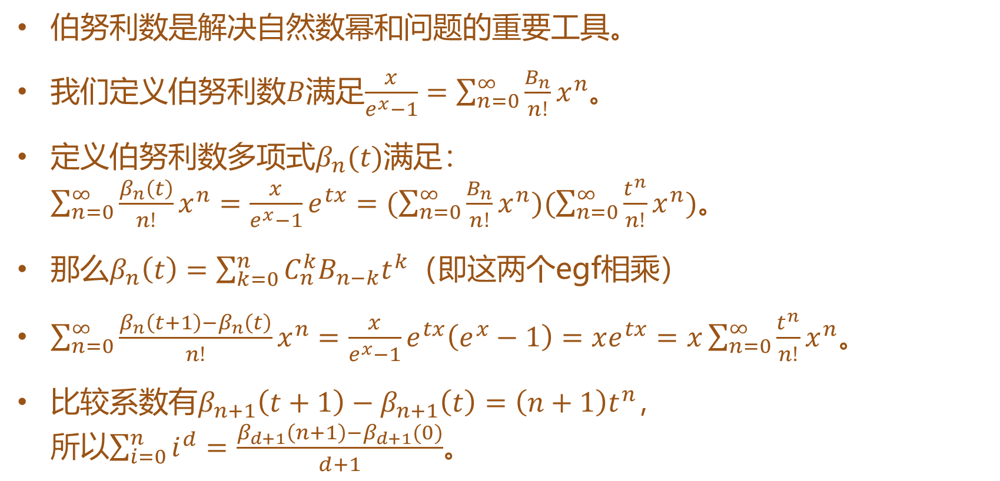 • 伯努利数是解决自然数幂和问题的重要工具。
• 我们定义伯努利数$B$满足$\frac{x}{e^x-1} = \sum_{n=0}^{\infty} \frac{B_n}{n!} x^n$。
• 定义伯努利数多项式$\beta_n(t)$满足：
$\sum_{n=0}^{\infty} \frac{\beta_n(t)}{n!} x^n = \frac{x}{e^x-1} e^{tx} = (\sum_{n=0}^{\infty} \frac{B_n}{n!} x^n)(\sum_{n=0}^{\infty} \frac{t^n}{n!} x^n)$。
• 那么$\beta_n(t) = \sum_{k=0}^{n} C_n^k B_{n-k} t^k$（即这两个egf相乘）
• $\sum_{n=0}^{\infty} \frac{\beta_n(t+1)-\beta_n(t)}{n!} x^n = \frac{x}{e^x-1} e^{tx}(e^x - 1) = xe^{tx} = x \sum_{n=0}^{\infty} \frac{t^n}{n!} x^n$。
• 比较系数有$\beta_{n+1}(t + 1) - \beta_{n+1}(t) = (n + 1)t^n$，
所以$\sum_{i=0}^{n} i^d = \frac{\beta_{d+1}(n+1)-\beta_{d+1}(0)}{d+1}$。